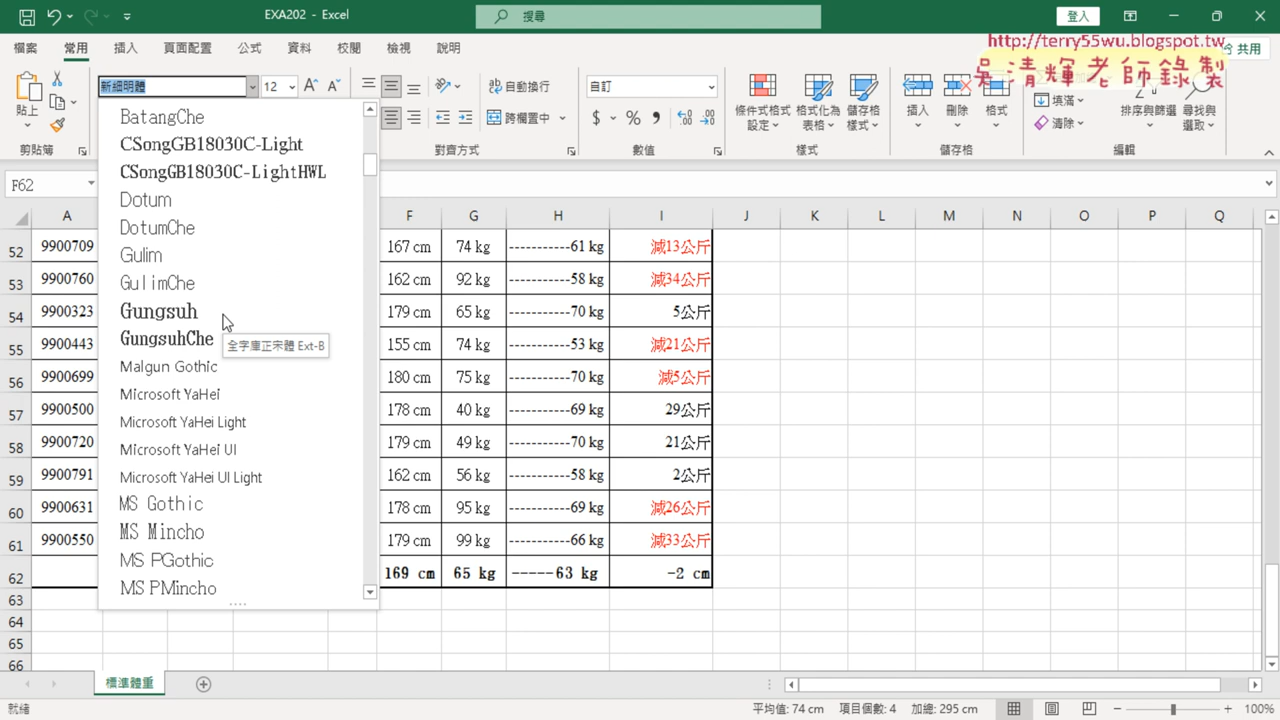 EXA202 - Excel
搜尋
登入
http://terry55wu.blogspot.tw
吳清輝老師錄製
檔案 常用 插入 頁面配置 公式 資料 校閱 檢視 說明 共用
貼上
剪貼簿
新細明體 12
自動換行
跨欄置中
對齊方式
自訂
$ %
數值
條件式格式設定 格式化為表格 儲存格樣式
樣式
插入 刪除 格式
儲存格
填滿
清除
排序與篩選 尋找與選取
編輯
F62
A F G H I J K L M N O P Q
BatangChe
CSongGB18030C-Light
CSongGB18030C-LightHWL
Dotum
DotumChe
Gulim
GulimChe
Gungsuh
GungsuhChe
全字庫正宋體 Ext-B
Malgun Gothic
Microsoft YaHei
Microsoft YaHei Light
Microsoft YaHei UI
Microsoft YaHei UI Light
MS Gothic
MS Mincho
MS PGothic
MS PMincho
52 9900709 167 cm 74 kg ----------61 kg 減13公斤
53 9900760 162 cm 92 kg ----------58 kg 減34公斤
54 9900323 179 cm 65 kg ----------70 kg 5公斤
55 9900443 155 cm 74 kg ----------53 kg 減21公斤
56 9900699 180 cm 75 kg ----------70 kg 減5公斤
57 9900500 178 cm 40 kg ----------69 kg 29公斤
58 9900720 179 cm 49 kg ----------70 kg 21公斤
59 9900791 162 cm 56 kg ----------58 kg 2公斤
60 9900631 178 cm 95 kg ----------69 kg 減26公斤
61 9900550 179 cm 99 kg ----------66 kg 減33公斤
62 169 cm 65 kg -----63 kg -2 cm
63
64
65
66
標準體重
就緒
平均值: 74 cm 項目個數: 4 加總: 295 cm
100%